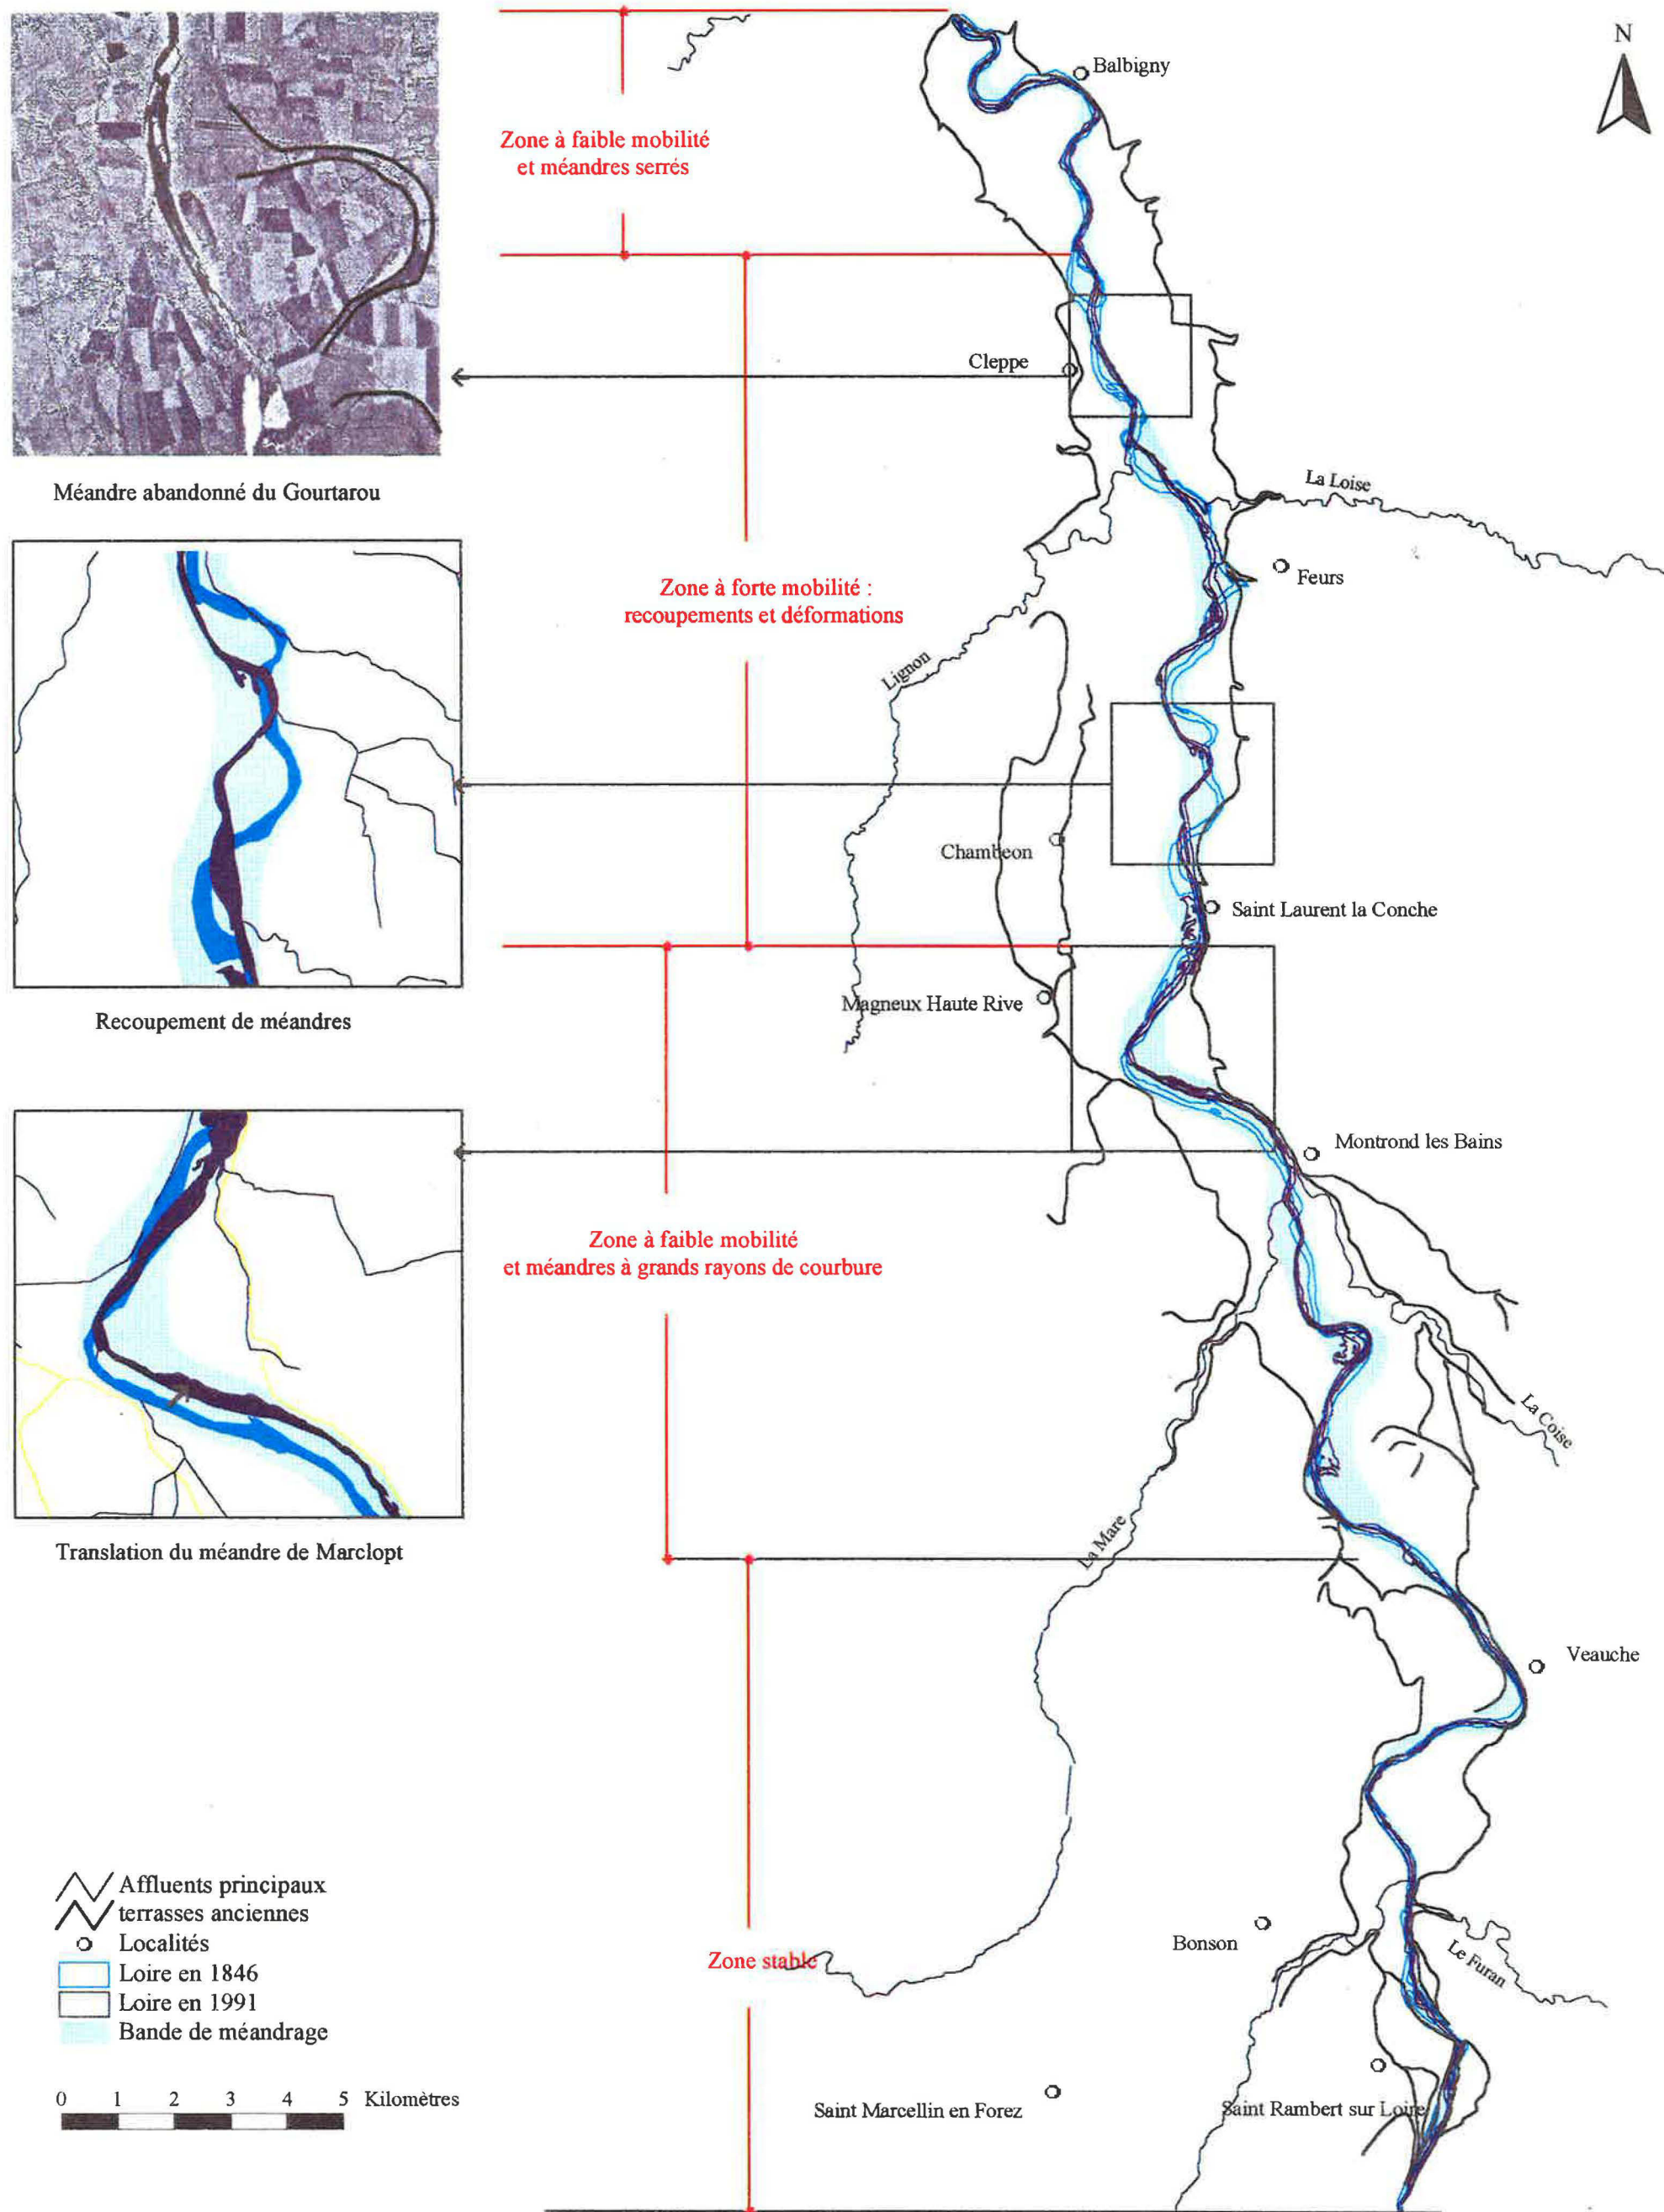 N
Balbigny
Zone à faible mobilité
et méandres serrés
Cleppe
La Loise
Méandre abandonné du Gourtarou
Feurs
Zone à forte mobilité :
recoupements et déformations
Lignon
Chambeon
Saint Laurent la Conche
Magneux Haute Rive
Recoupement de méandres
Montrond les Bains
Zone à faible mobilité
et méandres à grands rayons de courbure
La Coise
La Mare
Translation du méandre de Marclopt
Veauche
Affluents principaux
terrasses anciennes
Localités
Loire en 1846
Loire en 1991
Bande de méandrage
Bonson
Le Furan
Zone stable
0 1 2 3 4 5 Kilomètres
Saint Marcellin en Forez
Saint Rambert sur Loire